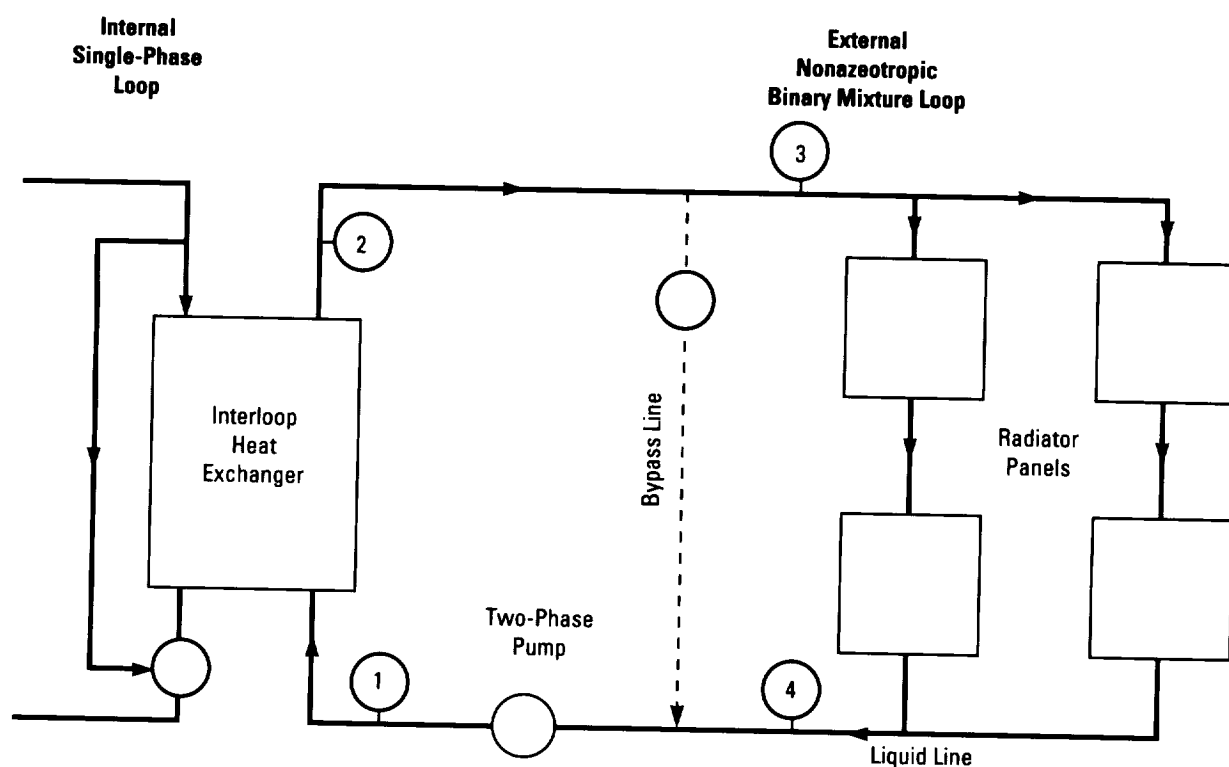 Internal
Single-Phase
Loop
External
Nonazeotropic
Binary Mixture Loop
3
2
Interloop
Heat
Exchanger
Bypass Line
Radiator
Panels
Two-Phase
Pump
1
4
Liquid Line